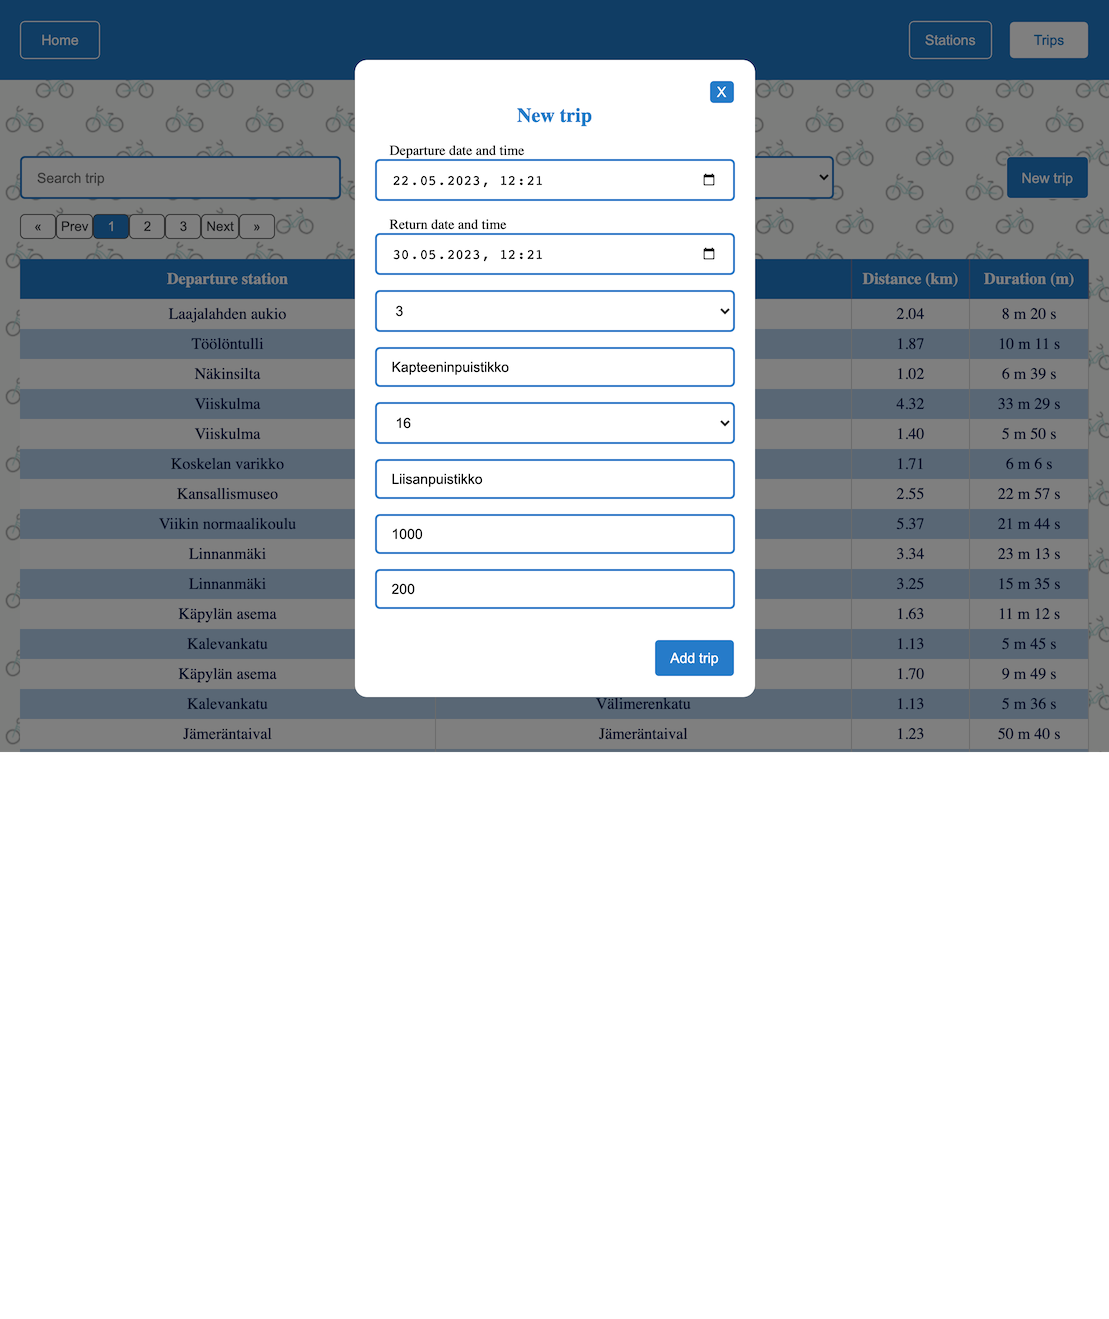 Home
Stations
Trips
X
New trip
Departure date and time
22.05.2023, 12:21
Return date and time
30.05.2023, 12:21
3
Kapteeninpuistikko
16
Liisanpuistikko
1000
200
Add trip
Search trip
New trip
« Prev 1 2 3 Next »
Departure station Distance (km) Duration (m)
Laajalahden aukio 2.04 8 m 20 s
Töölöntulli 1.87 10 m 11 s
Näkinsilta 1.02 6 m 39 s
Viiskulma 4.32 33 m 29 s
Viiskulma 1.40 5 m 50 s
Koskelan varikko 1.71 6 m 6 s
Kansallismuseo 2.55 22 m 57 s
Viikin normaalikoulu 5.37 21 m 44 s
Linnanmäki 3.34 23 m 13 s
Linnanmäki 3.25 15 m 35 s
Käpylän asema 1.63 11 m 12 s
Kalevankatu 1.13 5 m 45 s
Käpylän asema 1.70 9 m 49 s
Kalevankatu Välimerenkatu 1.13 5 m 36 s
Jämeräntaival Jämeräntaival 1.23 50 m 40 s